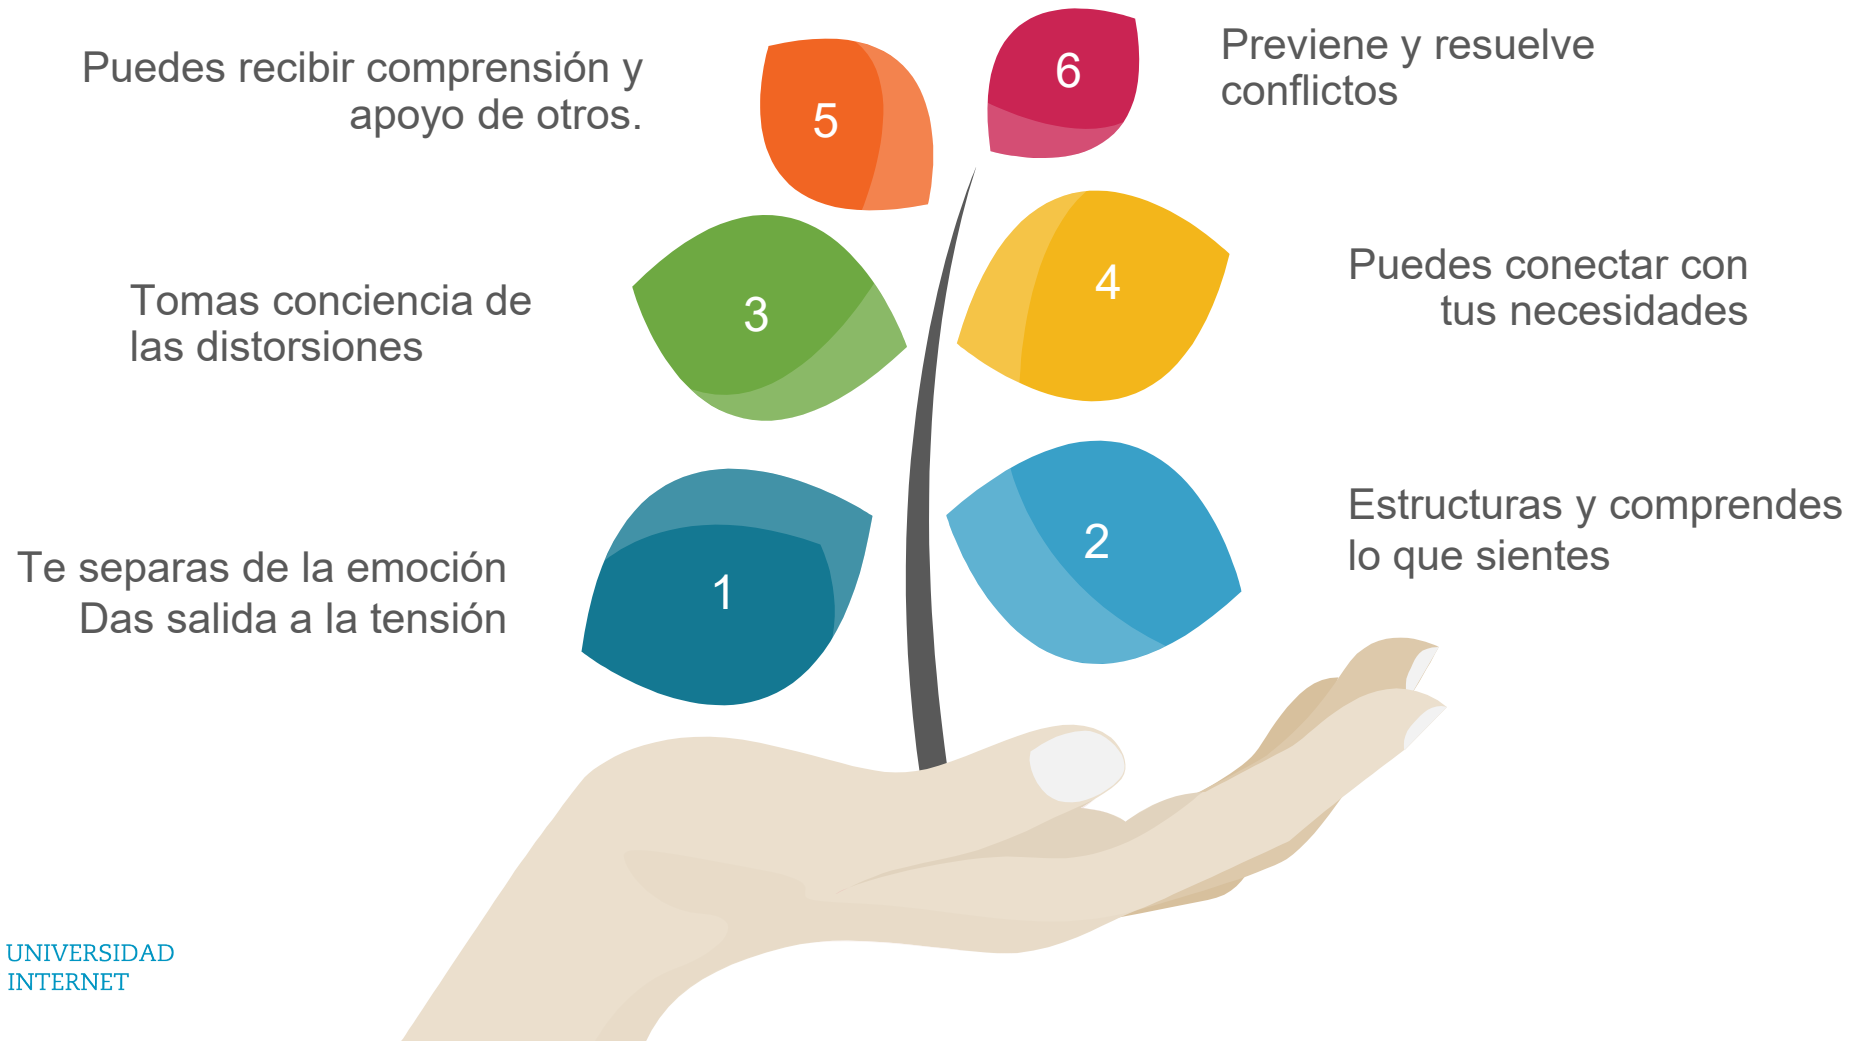 Puedes recibir comprensión y
apoyo de otros.
5
6
Previene y resuelve
conflictos
Tomas conciencia de
las distorsiones
3
4
Puedes conectar con
tus necesidades
Te separas de la emoción
Das salida a la tensión
1
2
Estructuras y comprendes
lo que sientes
UNIVERSIDAD
INTERNET